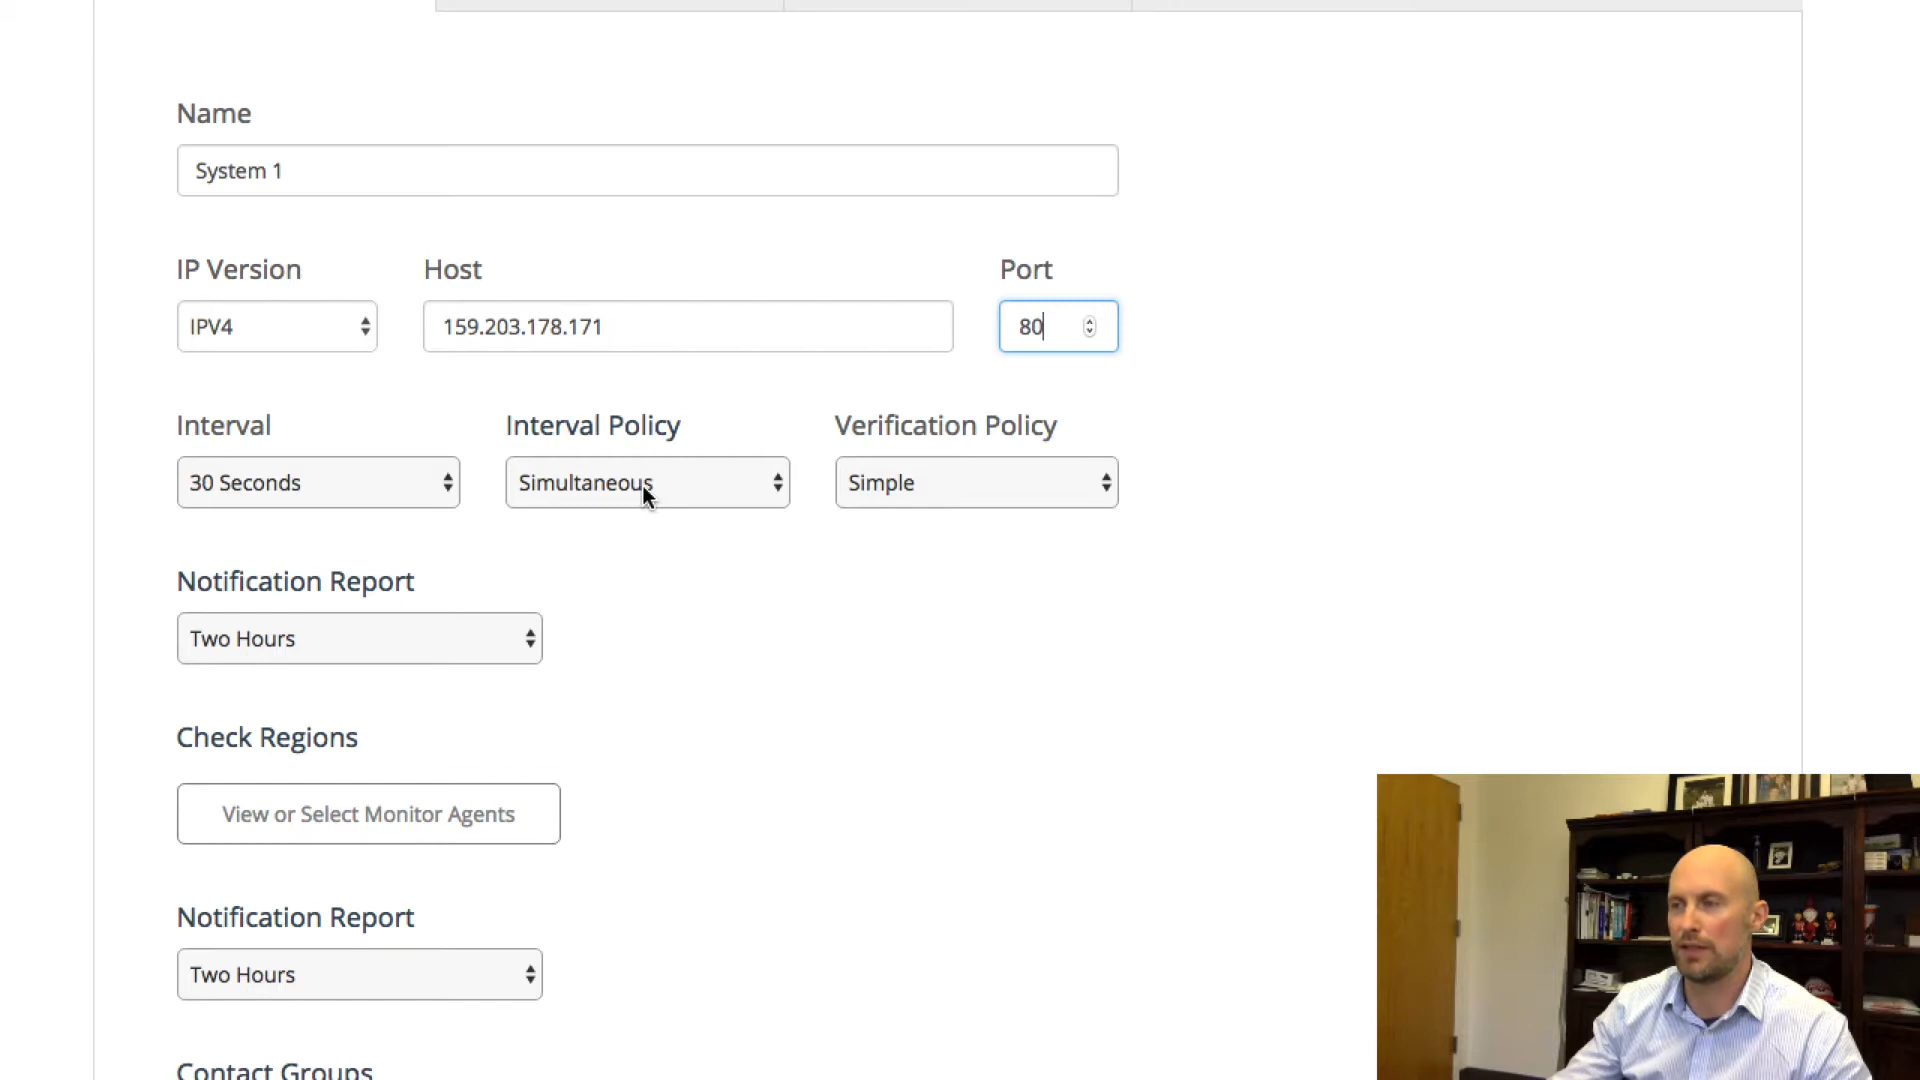 Name
System 1
IP Version Host Port
IPV4 159.203.178.171 80
Interval Interval Policy Verification Policy
30 Seconds Simultaneous Simple
Notification Report
Two Hours
Check Regions
View or Select Monitor Agents
Notification Report
Two Hours
Contact Groups